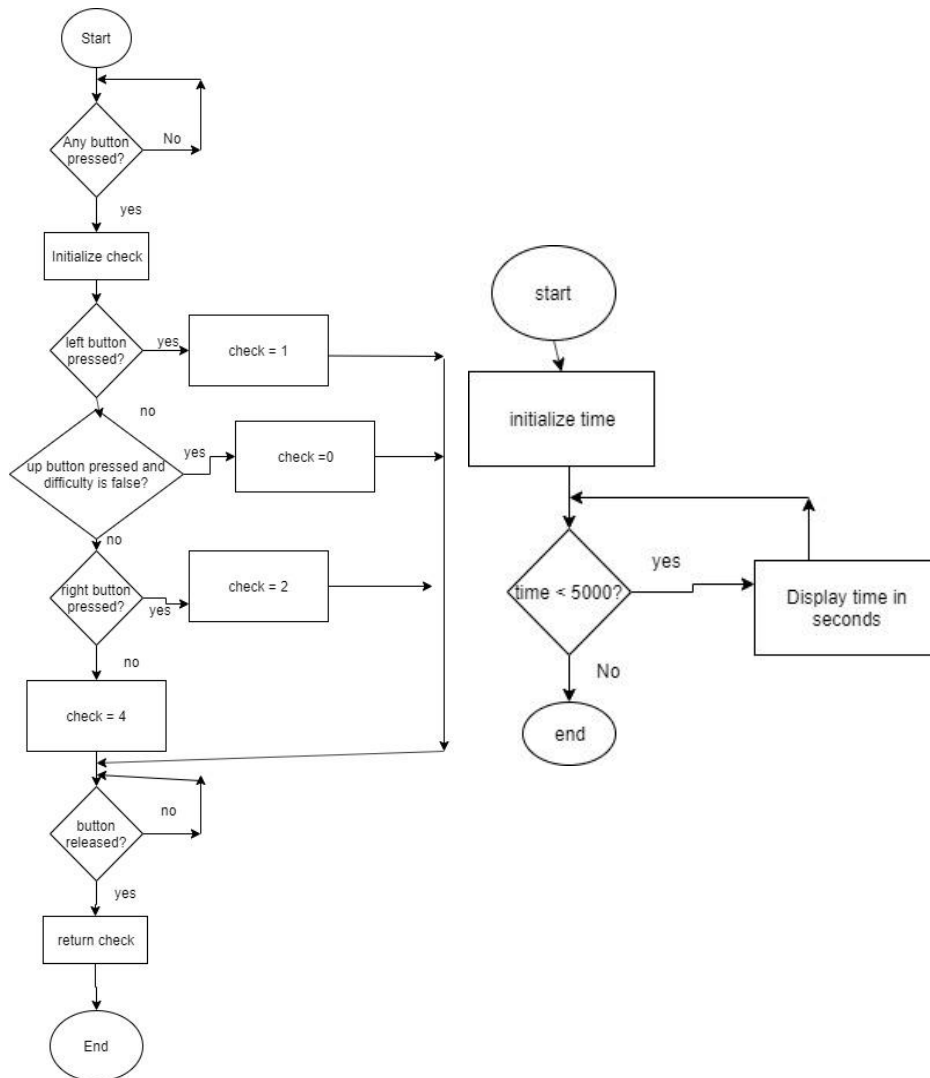 Start
Any button
pressed?
No
yes
Initialize check
left button
pressed?
yes
check = 1
no
up button pressed and
difficulty is false?
yes
check =0
no
right button
pressed?
yes
check = 2
no
check = 4
button
released?
no
yes
return check
End
start
initialize time
time < 5000?
yes
Display time in
seconds
No
end